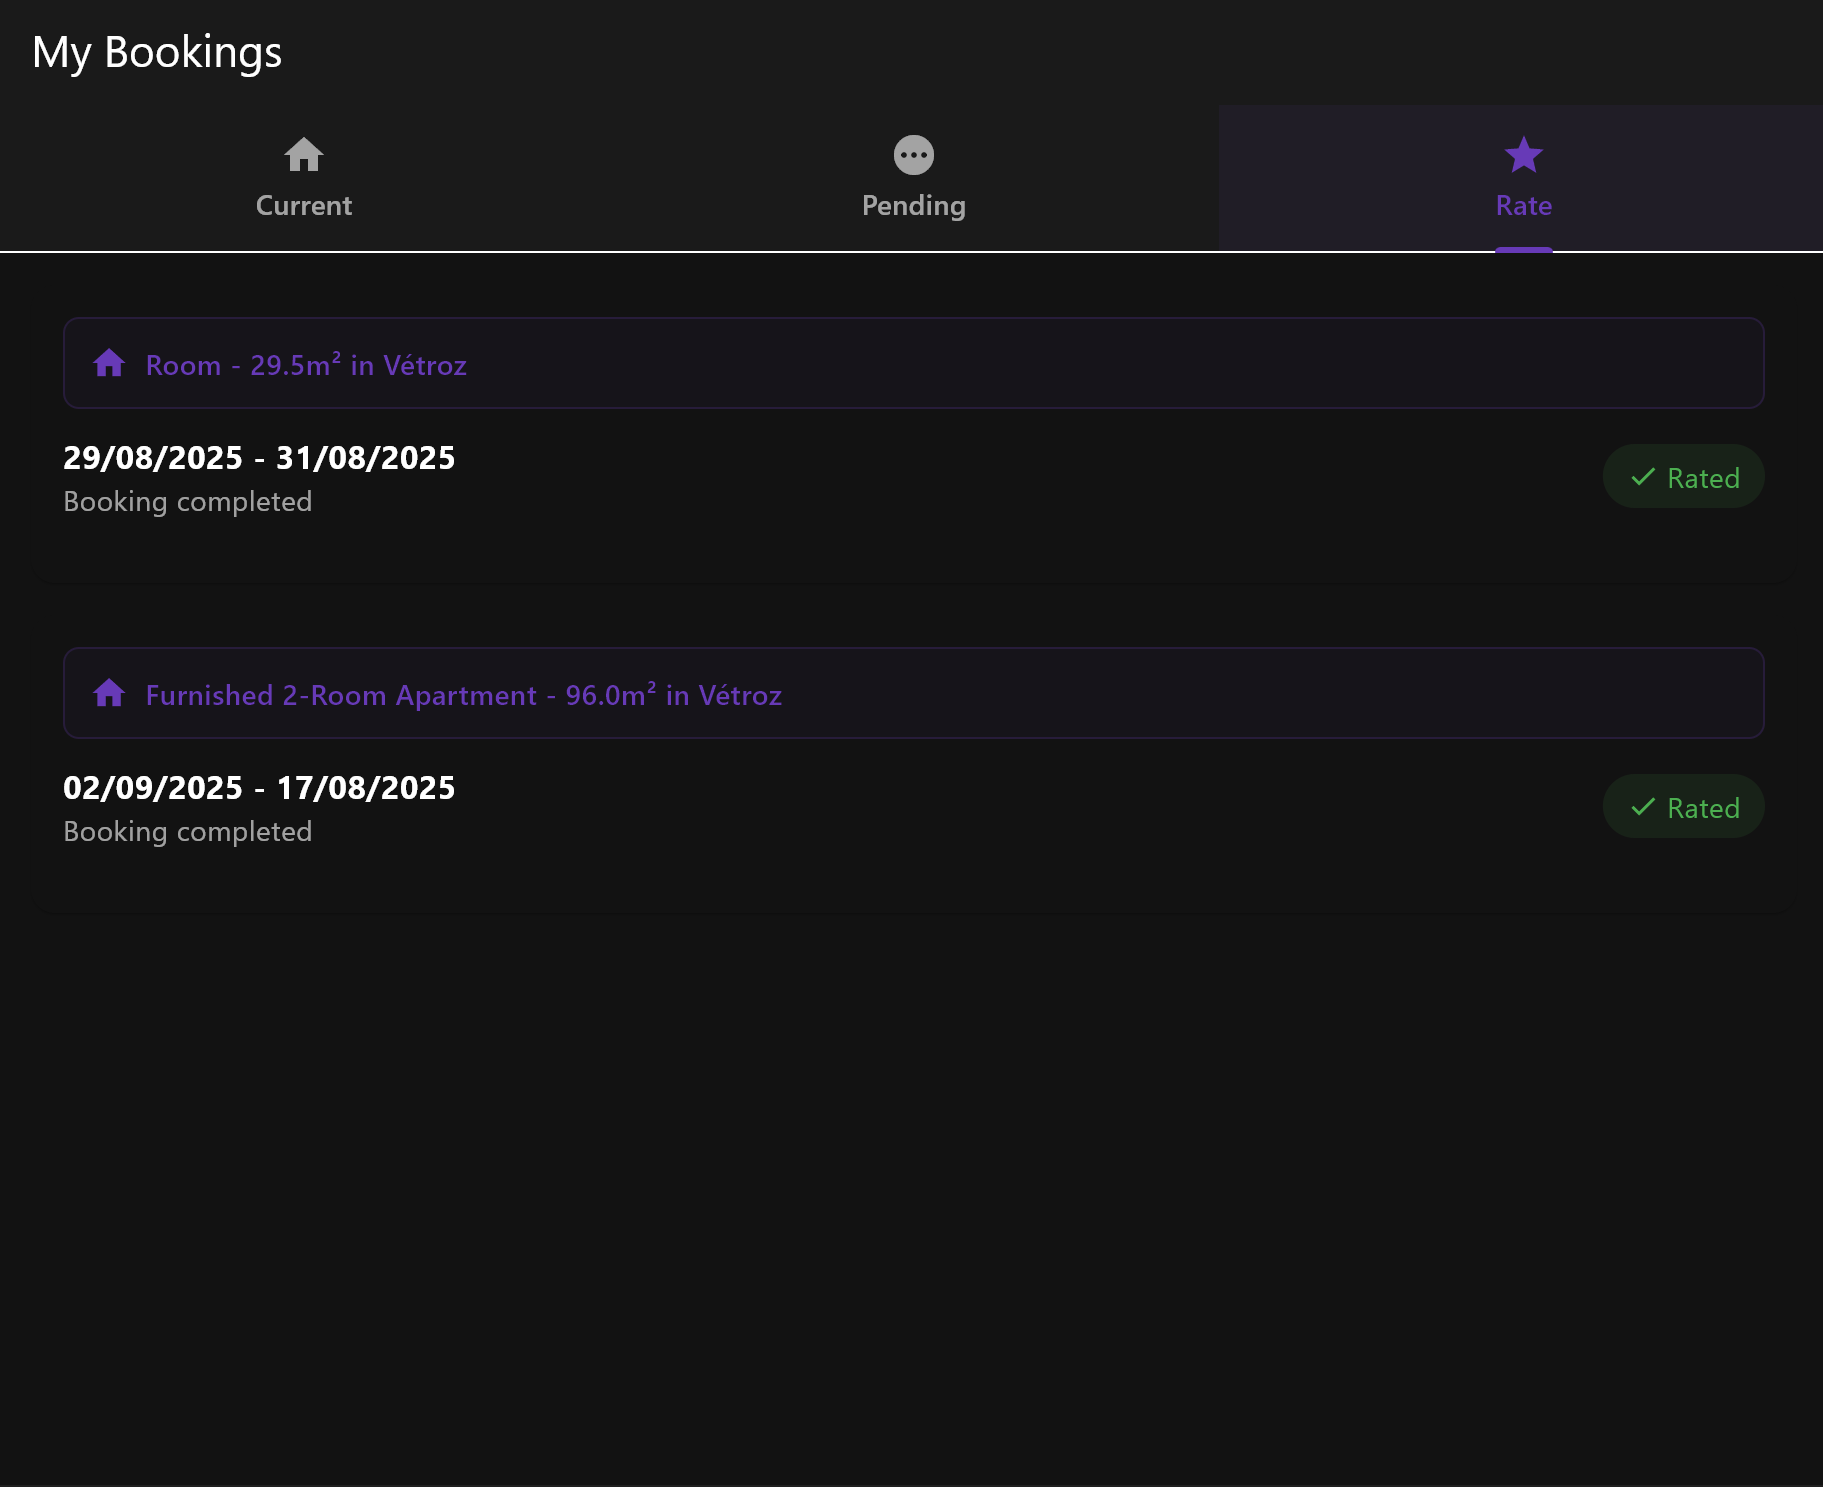 My Bookings
Current
Pending
Rate
Room - 29.5m² in Vétroz
29/08/2025 - 31/08/2025
Booking completed
Rated
Furnished 2-Room Apartment - 96.0m² in Vétroz
02/09/2025 - 17/08/2025
Booking completed
Rated